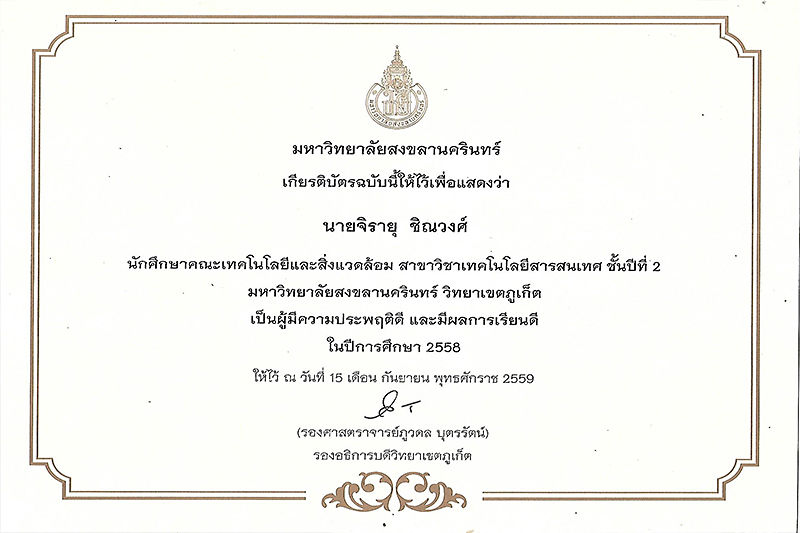 มหาวิทยาลัยสงขลานครินทร์
มหาวิทยาลัยสงขลานครินทร์
เกียรติบัตรฉบับนี้ให้ไว้เพื่อแสดงว่า
นายจิรายุ ชิณวงศ์
นักศึกษาคณะเทคโนโลยีและสิ่งแวดล้อม สาขาวิชาเทคโนโลยีสารสนเทศ ชั้นปีที่ 2
มหาวิทยาลัยสงขลานครินทร์ วิทยาเขตภูเก็ต
เป็นผู้มีความประพฤติดี และมีผลการเรียนดี
ในปีการศึกษา 2558
ให้ไว้ ณ วันที่ 15 เดือน กันยายน พุทธศักราช 2559
(รองศาสตราจารย์ภูวดล บุตรรัตน์)
รองอธิการบดีวิทยาเขตภูเก็ต